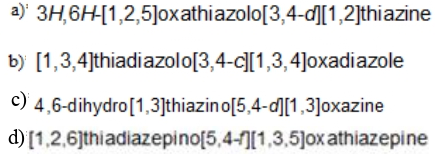 a) 3H,6H-[1,2,5]oxathiazolo[3,4-d][1,2]thiazine
b) [1,3,4]thiadiazolo[3,4-c][1,3,4]oxadiazole
c) 4,6-dihydro[1,3]thiazino[5,4-d][1,3]oxazine
d) [1,2,6]thiadiazepino[5,4-f][1,3,5]oxathiazepine